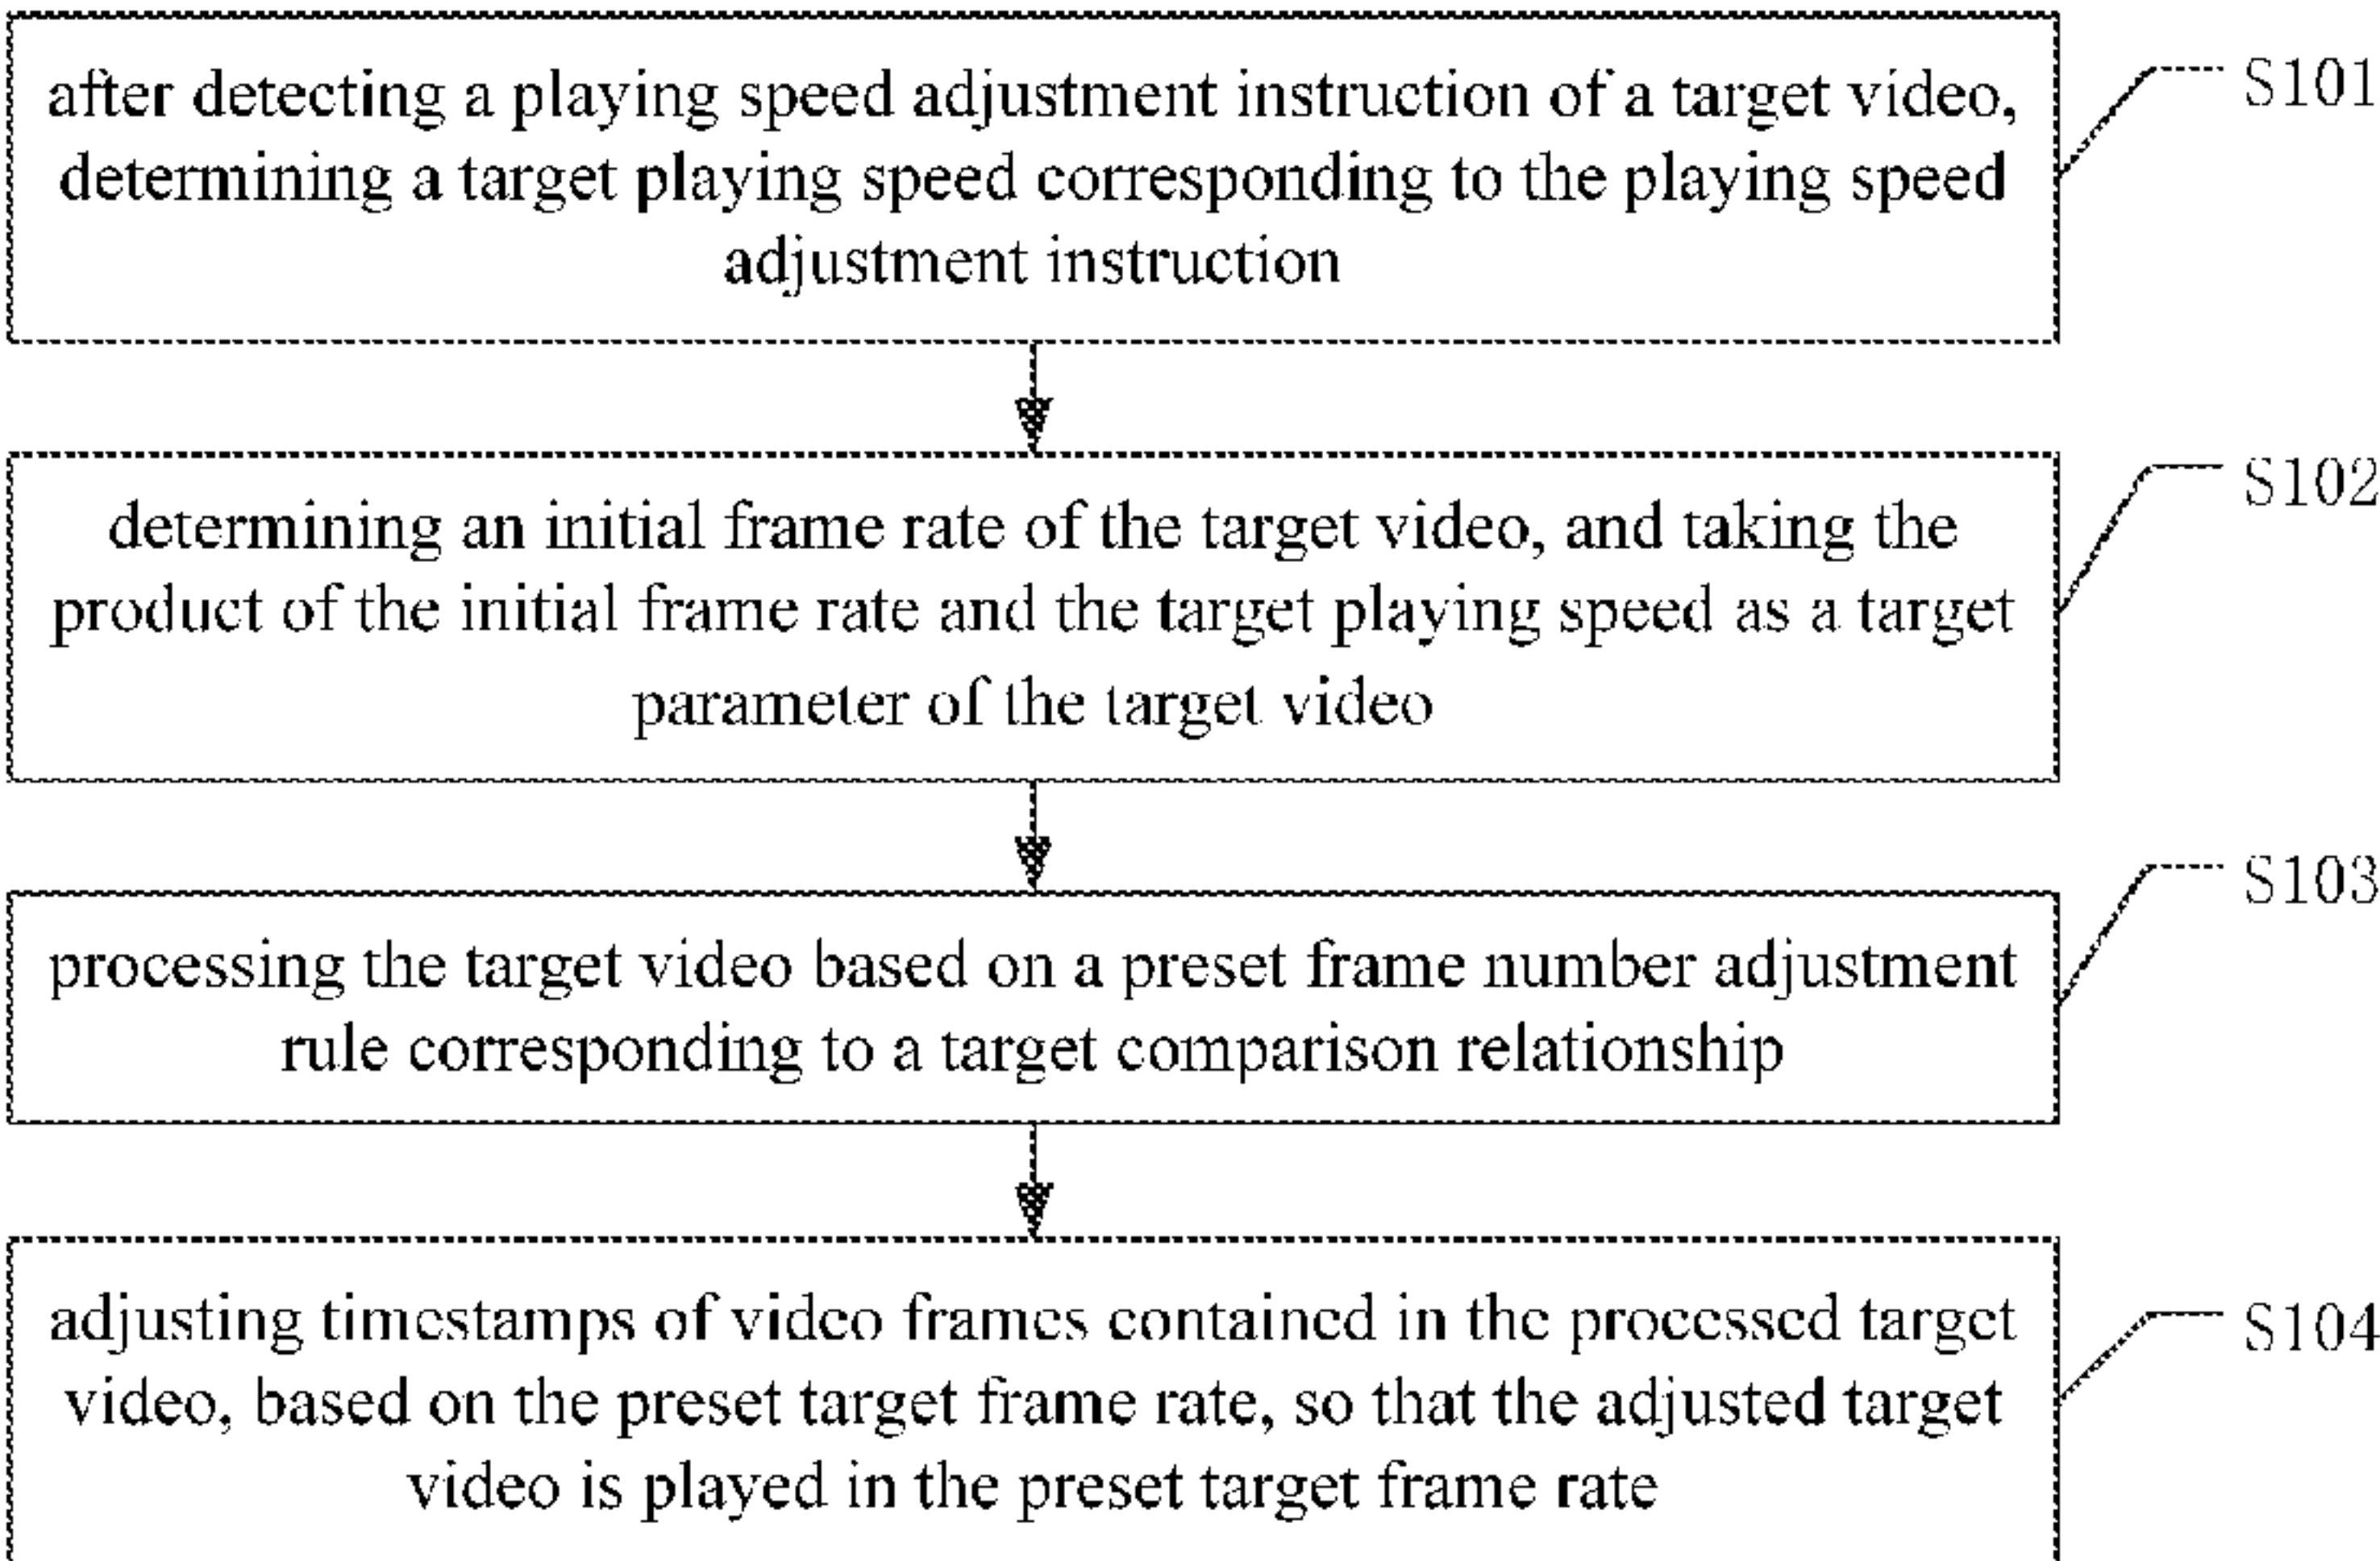 after detecting a playing speed adjustment instruction of a target video,
determining a target playing speed corresponding to the playing speed
adjustment instruction
S101
determining an initial frame rate of the target video, and taking the
product of the initial frame rate and the target playing speed as a target
parameter of the target video
S102
processing the target video based on a preset frame number adjustment
rule corresponding to a target comparison relationship
S103
adjusting timestamps of video frames contained in the processed target
video, based on the preset target frame rate, so that the adjusted target
video is played in the preset target frame rate
S104